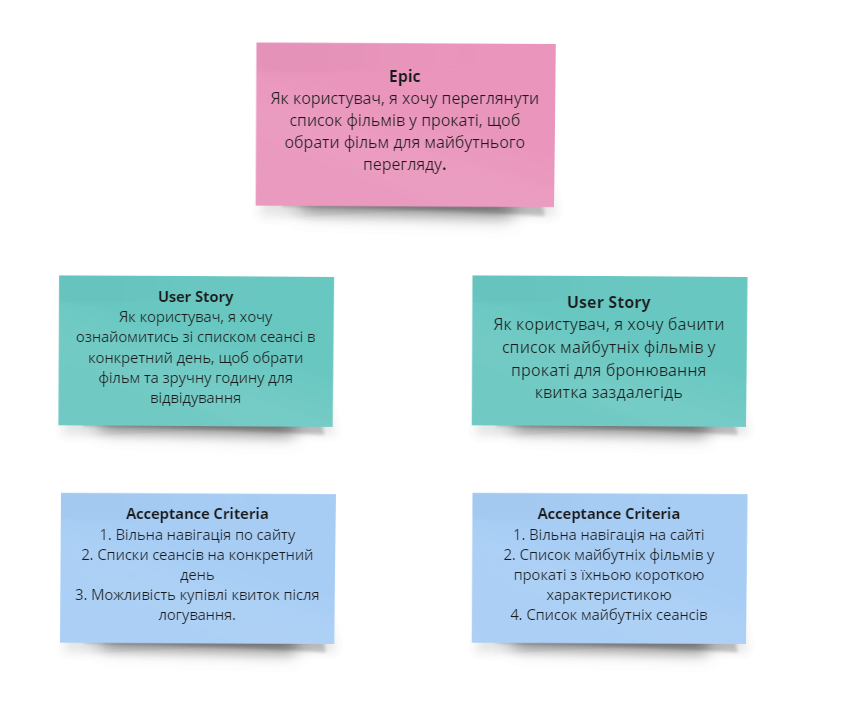 Epic
Як користувач, я хочу переглянути
список фільмів у прокаті, щоб
обрати фільм для майбутнього
перегляду.
User Story
Як користувач, я хочу
ознайомитись зі списком сеансі в
конкретний день, щоб обрати
фільм та зручну годину для
відвідування
User Story
Як користувач, я хочу бачити
список майбутніх фільмів у
прокаті для бронювання
квитка заздалегідь
Acceptance Criteria
1. Вільна навігація по сайту
2. Списки сеансів на конкретний
день
3. Можливість купівлі квиток після
логування.
Acceptance Criteria
1. Вільна навігація на сайті
2. Список майбутніх фільмів у
прокаті з їхньою короткою
характеристикою
4. Список майбутніх сеансів